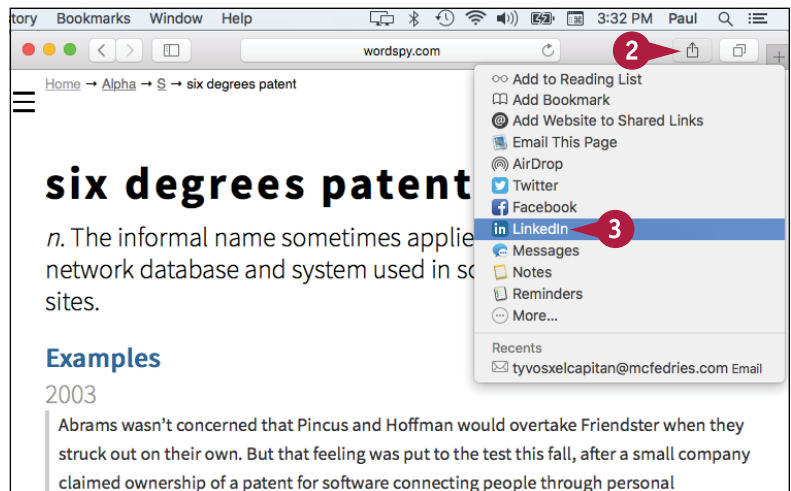 tory Bookmarks Window Help 3:32 PM Paul
wordspy.com
2
Home → Alpha → S → six degrees patent
Add to Reading List
Add Bookmark
Add Website to Shared Links
Email This Page
AirDrop
Twitter
Facebook
in LinkedIn
3
Messages
Notes
Reminders
More...
Recents
tyvosxelcapitan@mcfedries.com Email
six degrees patent
n. The informal name sometimes applie
network database and system used in so
sites.
Examples
2003
Abrams wasn’t concerned that Pincus and Hoffman would overtake Friendster when they
struck out on their own. But that feeling was put to the test this fall, after a small company
claimed ownership of a patent for software connecting people through personal